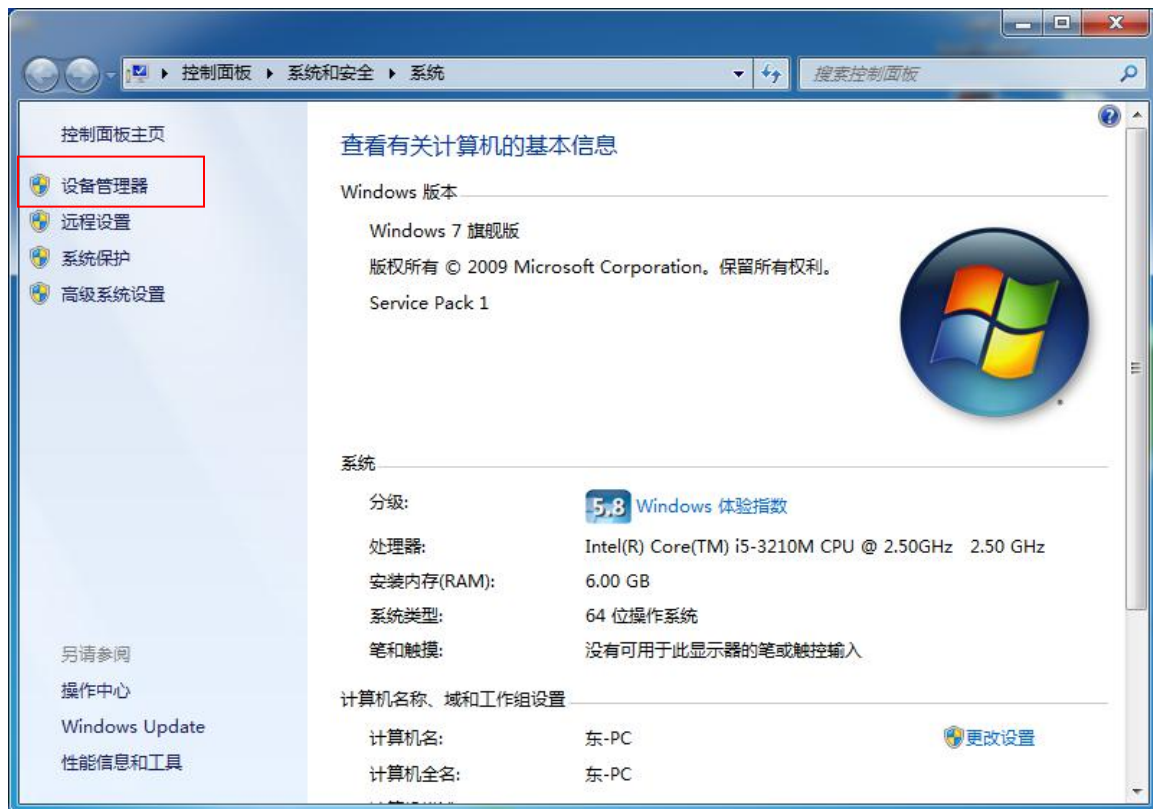 控制面板 系统和安全 系统
搜索控制面板
控制面板主页
设备管理器
远程设置
系统保护
高级系统设置
另请参阅
操作中心
Windows Update
性能信息和工具
查看有关计算机的基本信息
Windows 版本
Windows 7 旗舰版
版权所有 © 2009 Microsoft Corporation。保留所有权利。
Service Pack 1
系统
分级: 5.8 Windows 体验指数
处理器: Intel(R) Core(TM) i5-3210M CPU @ 2.50GHz 2.50 GHz
安装内存(RAM): 6.00 GB
系统类型: 64 位操作系统
笔和触摸: 没有可用于此显示器的笔或触控输入
计算机名称、域和工作组设置
计算机名: 东-PC 更改设置
计算机全名: 东-PC